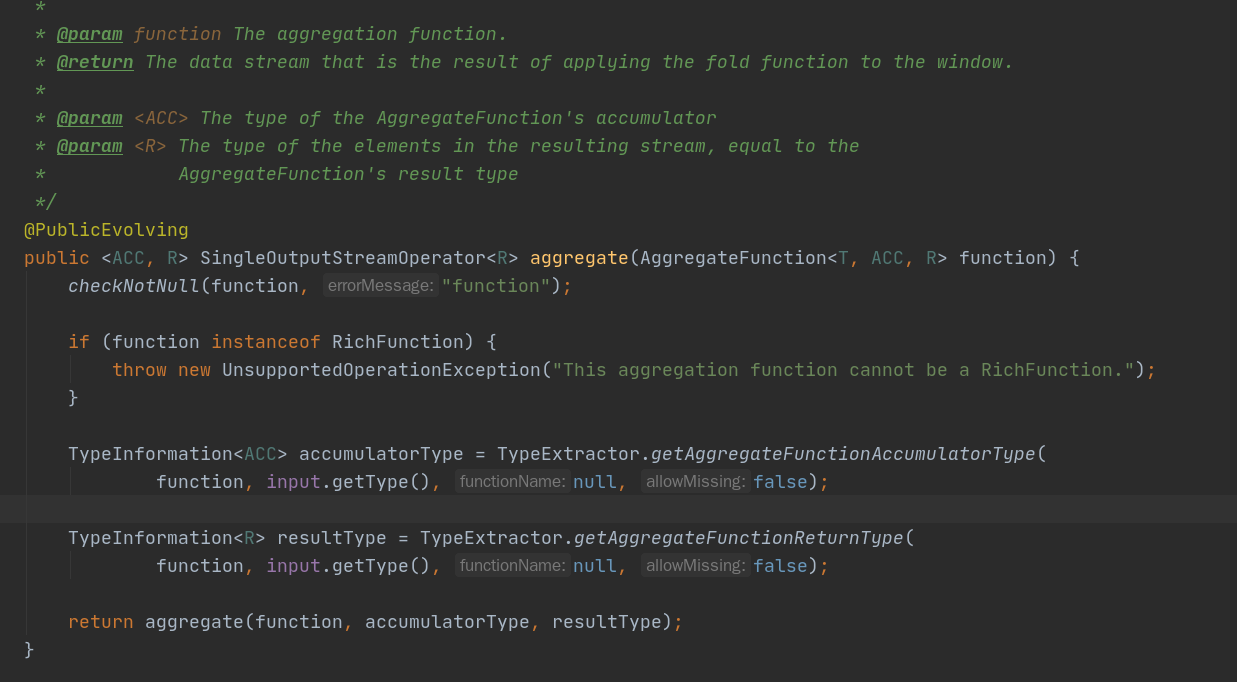 *
* @param function The aggregation function.
* @return The data stream that is the result of applying the fold function to the window.
*
* @param <ACC> The type of the AggregateFunction's accumulator
* @param <R> The type of the elements in the resulting stream, equal to the
*            AggregateFunction's result type
*/
@PublicEvolving
public <ACC, R> SingleOutputStreamOperator<R> aggregate(AggregateFunction<T, ACC, R> function) {
    checkNotNull(function, errorMessage: "function");
    if (function instanceof RichFunction) {
        throw new UnsupportedOperationException("This aggregation function cannot be a RichFunction.");
    }
    TypeInformation<ACC> accumulatorType = TypeExtractor.getAggregateFunctionAccumulatorType(
            function, input.getType(), functionName: null, allowMissing: false);
    TypeInformation<R> resultType = TypeExtractor.getAggregateFunctionReturnType(
            function, input.getType(), functionName: null, allowMissing: false);
    return aggregate(function, accumulatorType, resultType);
}